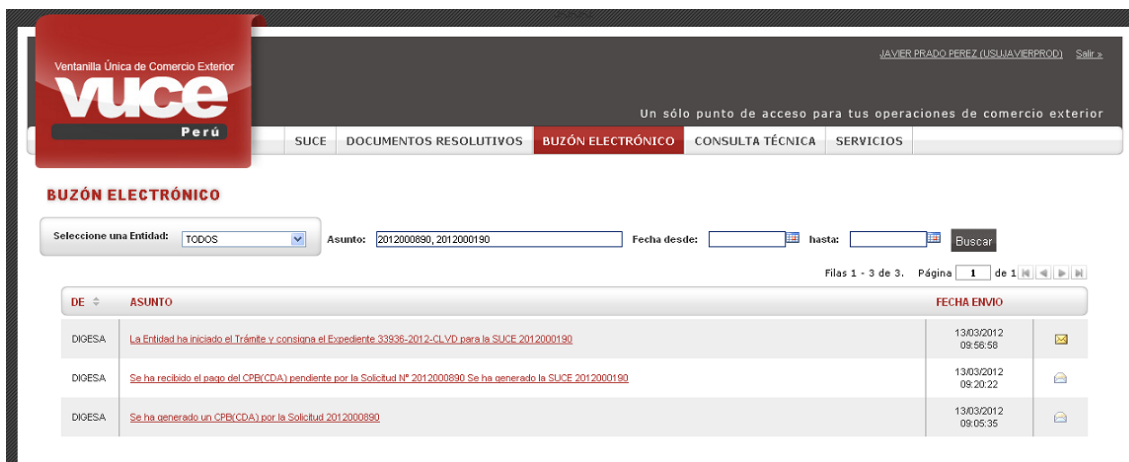 JAVIER PRADO PEREZ (USUJAVIERPROD) Salir »
Ventanilla Única de Comercio Exterior
vuce
Perú
Un sólo punto de acceso para tus operaciones de comercio exterior
SUCE DOCUMENTOS RESOLUTIVOS BUZÓN ELECTRÓNICO CONSULTA TÉCNICA SERVICIOS
BUZÓN ELECTRÓNICO
Seleccione una Entidad: TODOS Asunto: 2012000890, 2012000190 Fecha desde: hasta: Buscar
Filas 1 - 3 de 3. Página 1 de 1
DE ASUNTO FECHA ENVIO
DIGESA La Entidad ha iniciado el Trámite y consigna el Expediente 33936-2012-CLVD para la SUCE 2012000190 13/03/2012
09:56:58
DIGESA Se ha recibido el pago del CPB(CDA) pendiente por la Solicitud Nº 2012000890 Se ha generado la SUCE 2012000190 13/03/2012
09:20:22
DIGESA Se ha generado un CPB(CDA) por la Solicitud 2012000890 13/03/2012
09:05:35